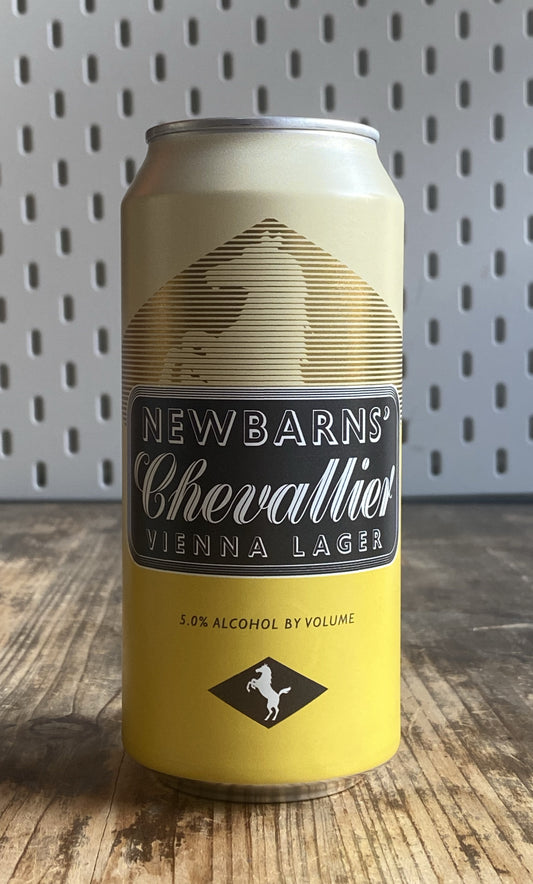 NEWBARNS’
Chevallier
VIENNA LAGER
5.0% ALCOHOL BY VOLUME